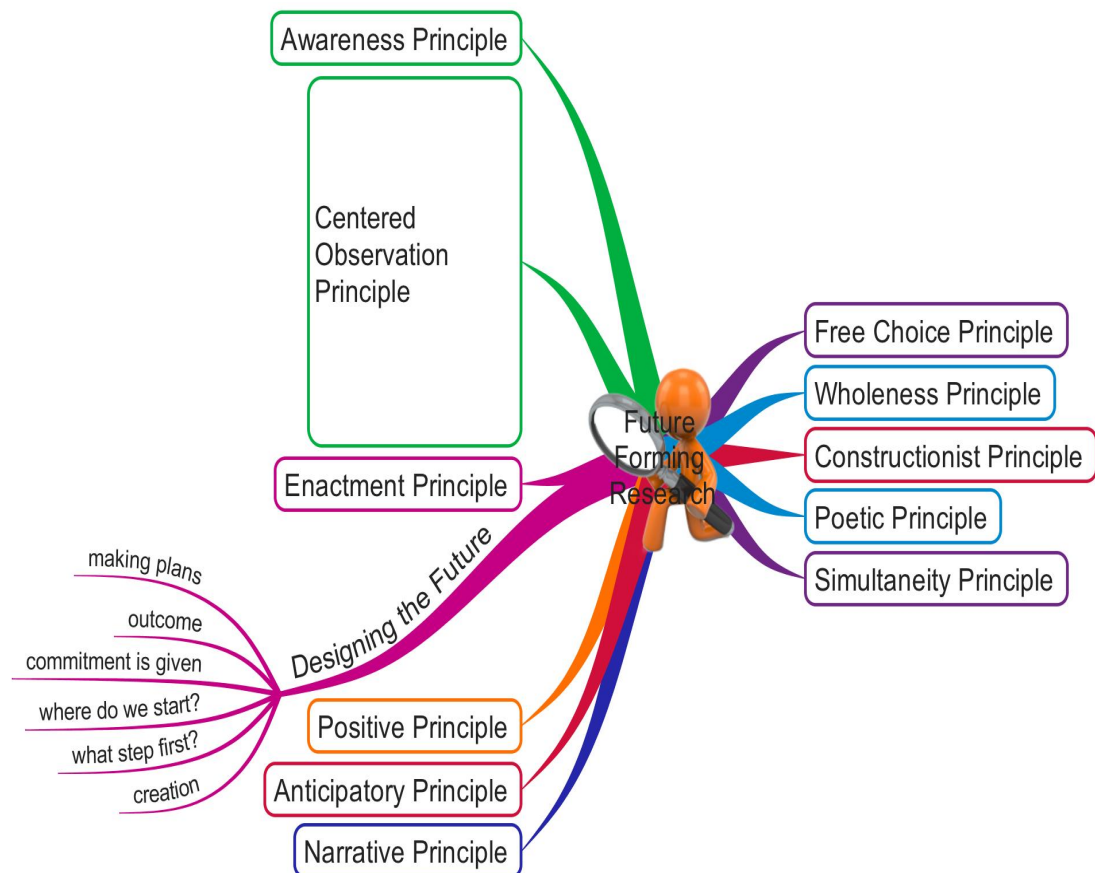 Awareness Principle
Centered
Observation
Principle
Enactment Principle
Designing the Future
making plans
outcome
commitment is given
where do we start?
what step first?
creation
Positive Principle
Anticipatory Principle
Narrative Principle
Future
Forming
Research
Free Choice Principle
Wholeness Principle
Constructionist Principle
Poetic Principle
Simultaneity Principle